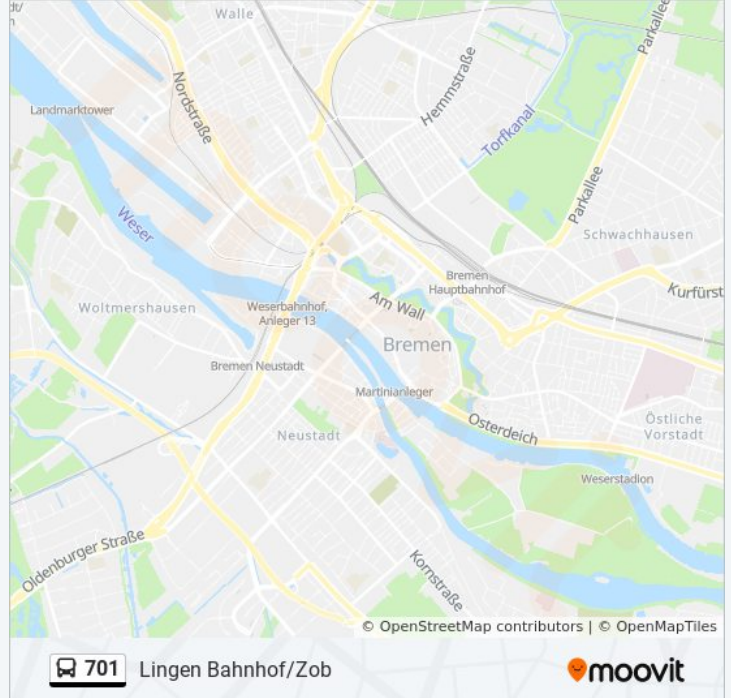 Walle
Parkallee
Hemmstraße
Nordstraße
Landmarktower
Torfkanal
Parkallee
Weser
Schwachhausen
Bremen
Hauptbahnhof
Kurfürst
Am Wall
Woltmershausen
Weserbahnhof,
Anleger 13
Bremen
Bremen Neustadt
Martinianleger
Osterdeich
Östliche
Vorstadt
Neustadt
Weserstadion
Oldenburger Straße
Kornstraße
© OpenStreetMap contributors | © OpenMapTiles
701 Lingen Bahnhof/Zob
moovit